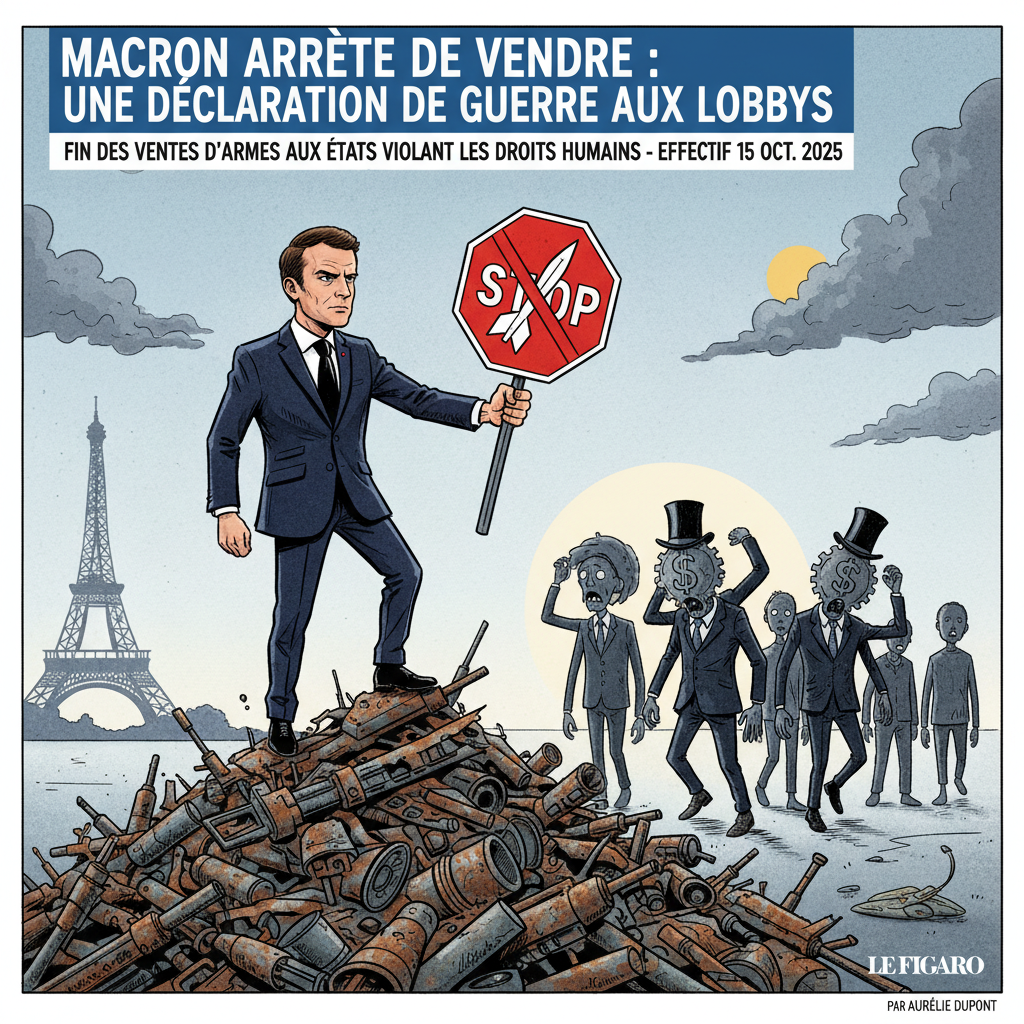 MACRON ARRÈTE DE VENDRE :
UNE DÉCLARATION DE GUERRE AUX LOBBYS
FIN DES VENTES D'ARMES AUX ÉTATS VIOLANT LES DROITS HUMAINS - EFFECTIF 15 OCT. 2025
STOP
$
$
LE FIGARO
PAR AURÉLIE DUPONT